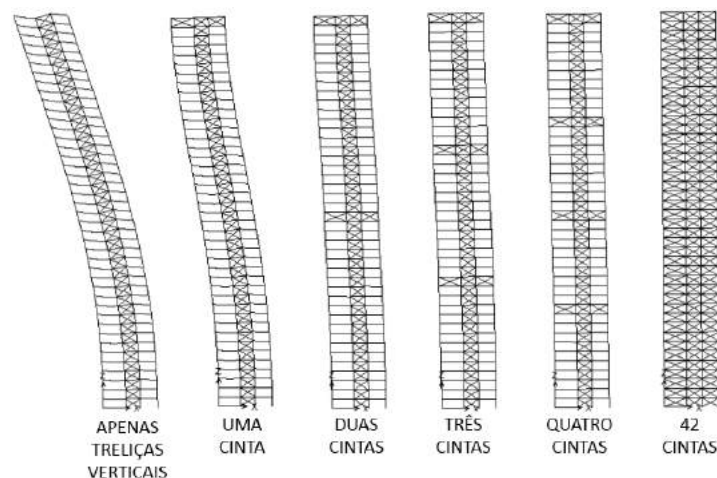 APENAS
TRELIÇAS
VERTICAIS
UMA
CINTA
DUAS
CINTAS
TRÊS
CINTAS
QUATRO
CINTAS
42
CINTAS